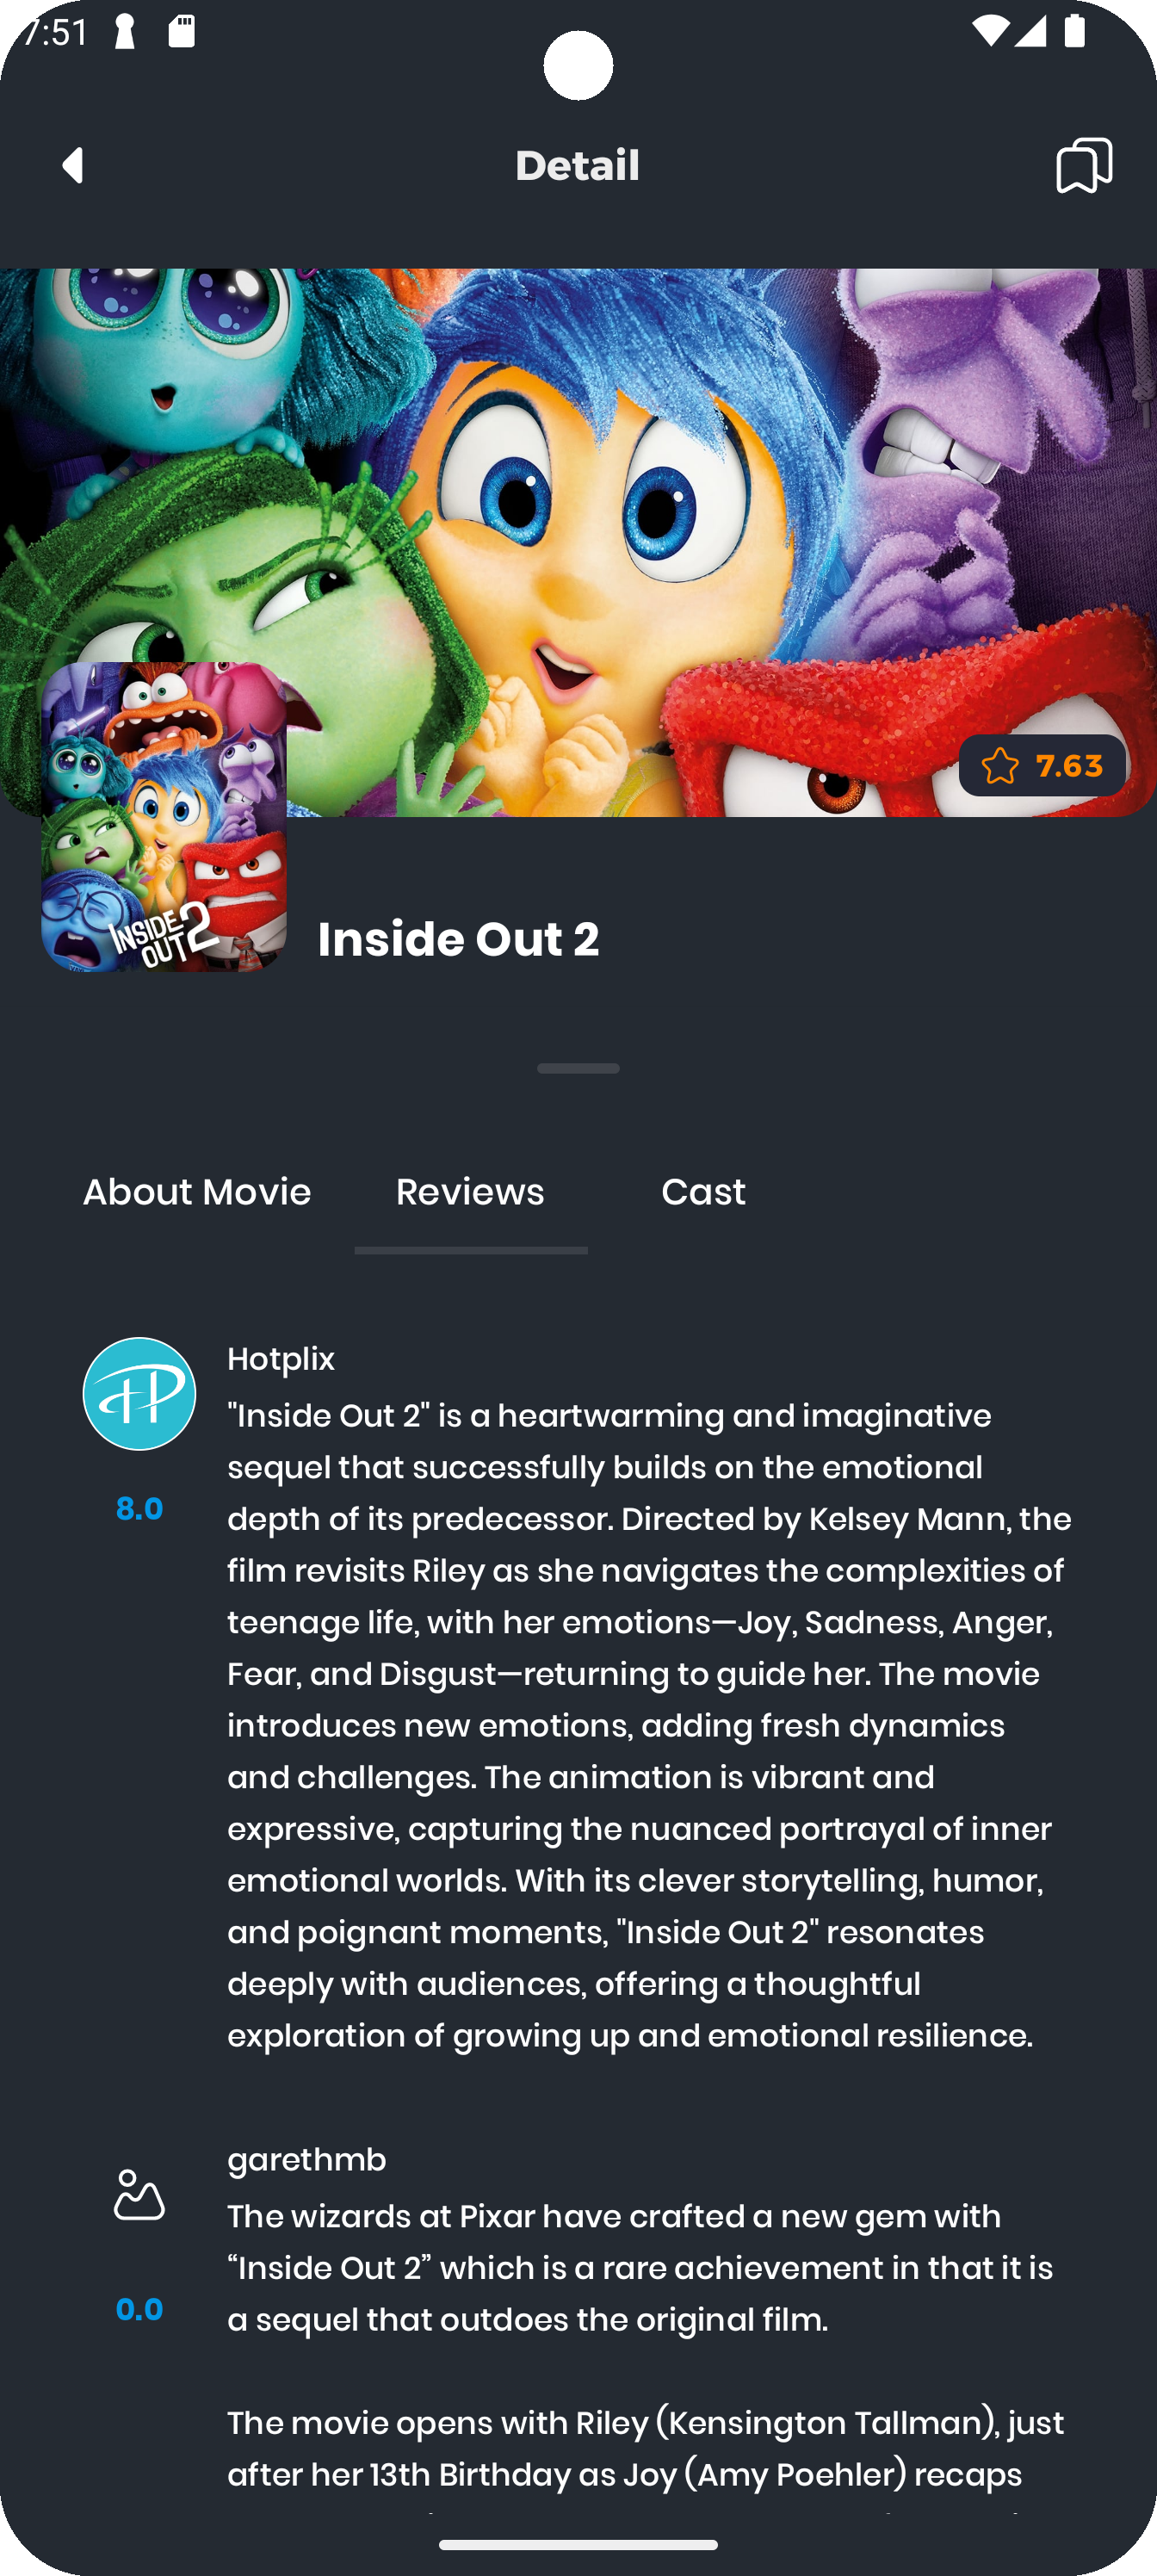 7:51
Detail
7.63
INSIDE OUT 2
Inside Out 2
About Movie Reviews Cast
Hotplix
"Inside Out 2" is a heartwarming and imaginative
sequel that successfully builds on the emotional
8.0
depth of its predecessor. Directed by Kelsey Mann, the
film revisits Riley as she navigates the complexities of
teenage life, with her emotions—Joy, Sadness, Anger,
Fear, and Disgust—returning to guide her. The movie
introduces new emotions, adding fresh dynamics
and challenges. The animation is vibrant and
expressive, capturing the nuanced portrayal of inner
emotional worlds. With its clever storytelling, humor,
and poignant moments, "Inside Out 2" resonates
deeply with audiences, offering a thoughtful
exploration of growing up and emotional resilience.
garethmb
The wizards at Pixar have crafted a new gem with
“Inside Out 2” which is a rare achievement in that it is
0.0
a sequel that outdoes the original film.
The movie opens with Riley (Kensington Tallman), just
after her 13th Birthday as Joy (Amy Poehler) recaps